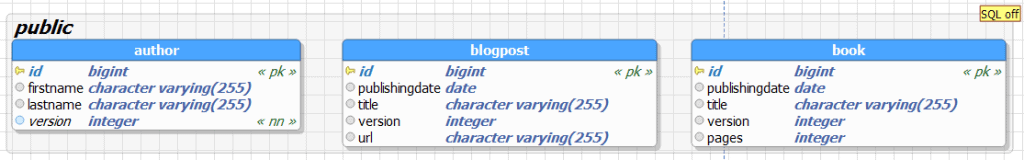 SQL off
public
author
id bigint « pk »
firstname character varying(255)
lastname character varying(255)
version integer « nn »
blogpost
id bigint « pk »
publishingdate date
title character varying(255)
version integer
url character varying(255)
book
id bigint « pk »
publishingdate date
title character varying(255)
version integer
pages integer